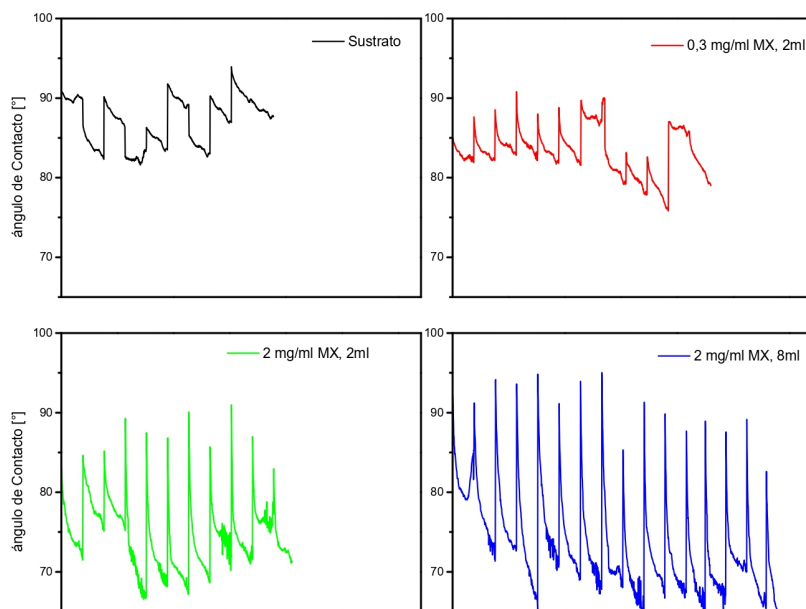 100
90
80
70
ángulo de Contacto [°]
Sustrato
100
90
80
70
0,3 mg/ml MX, 2ml
100
90
80
70
ángulo de Contacto [°]
2 mg/ml MX, 2ml
100
90
80
70
2 mg/ml MX, 8ml